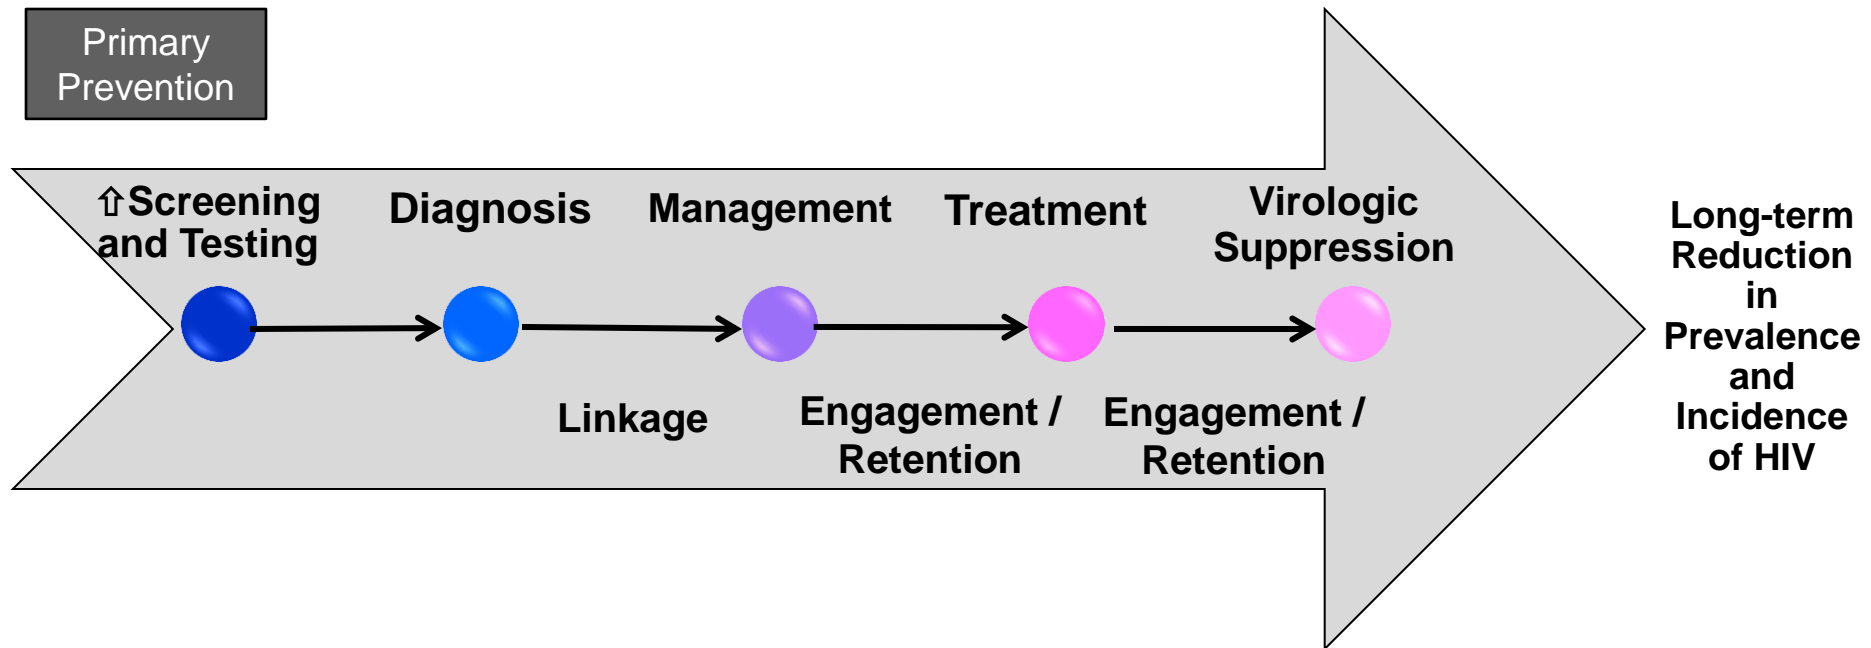 Primary
Prevention
⇧Screening
and Testing
Diagnosis
Management
Treatment
Virologic
Suppression
Linkage
Engagement /
Retention
Engagement /
Retention
Long-term
Reduction
in
Prevalence
and
Incidence
of HIV